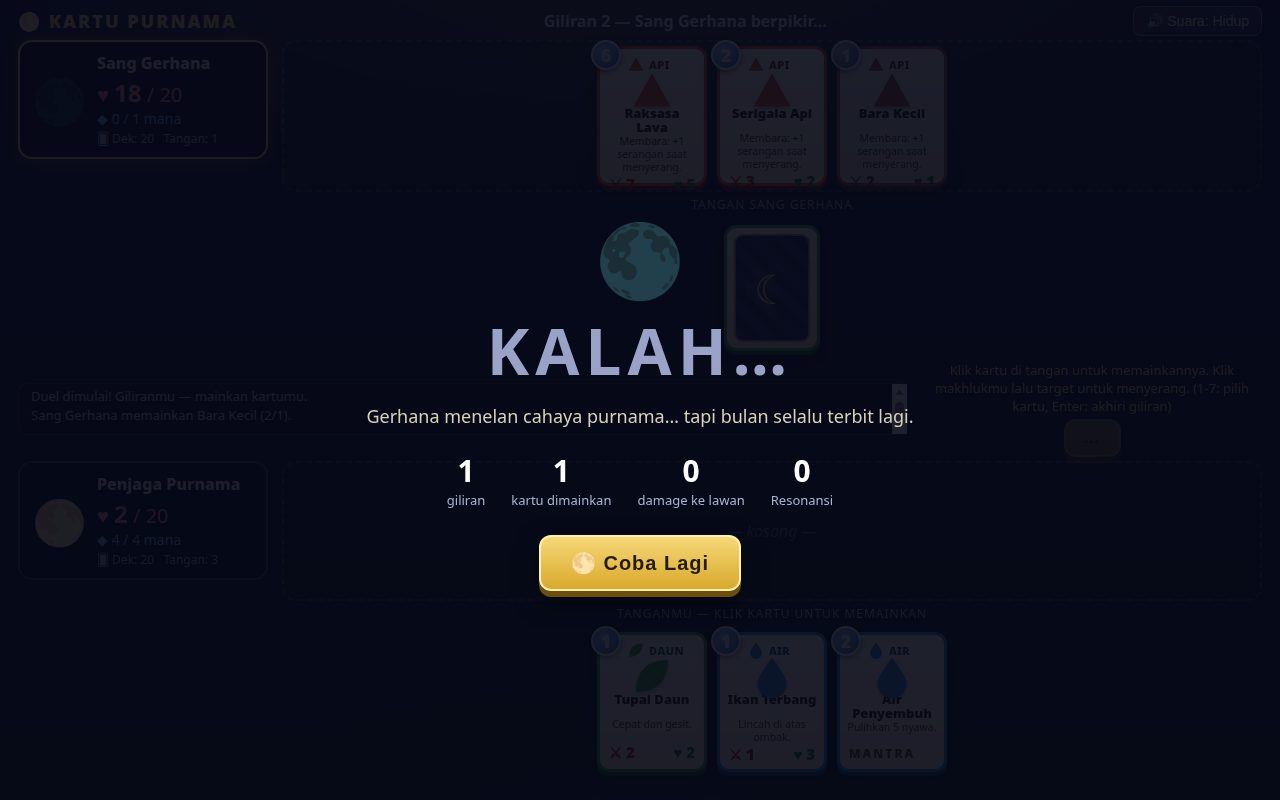 KARTU PURNAMA
Giliran 2 — Sang Gerhana berpikir...
Suara: Hidup
Sang Gerhana
♥ 18 / 20
◆ 0 / 1 mana
Dek: 20 Tangan: 1
6
API
Raksasa
Lava
Membara: +1
serangan saat
menyerang.
⚔ 7 ♥ 5
2
API
Serigala Api
Membara: +1
serangan saat
menyerang.
⚔ 3 ♥ 2
1
API
Bara Kecil
Membara: +1
serangan saat
menyerang.
⚔ 2 ♥ 1
TANGAN SANG GERHANA
KALAH...
Duel dimulai! Giliranmu — mainkan kartumu.
Sang Gerhana memainkan Bara Kecil (2/1).
Klik kartu di tangan untuk memainkannya. Klik
makhlukmu lalu target untuk menyerang. (1-7: pilih
kartu, Enter: akhiri giliran)
...
Gerhana menelan cahaya purnama... tapi bulan selalu terbit lagi.
1 1 0 0
giliran kartu dimainkan damage ke lawan Resonansi
Penjaga Purnama
♥ 2 / 20
◆ 4 / 4 mana
Dek: 20 Tangan: 3
kosong —
Coba Lagi
TANGANMU — KLIK KARTU UNTUK MEMAINKAN
1
DAUN
Tupai Daun
Cepat dan gesit.
⚔ 2 ♥ 2
1
AIR
Ikan Terbang
Lincah di atas
ombak.
⚔ 1 ♥ 3
2
AIR
Air
Penyembuh
Pulihkan 5 nyawa.
MANTRA